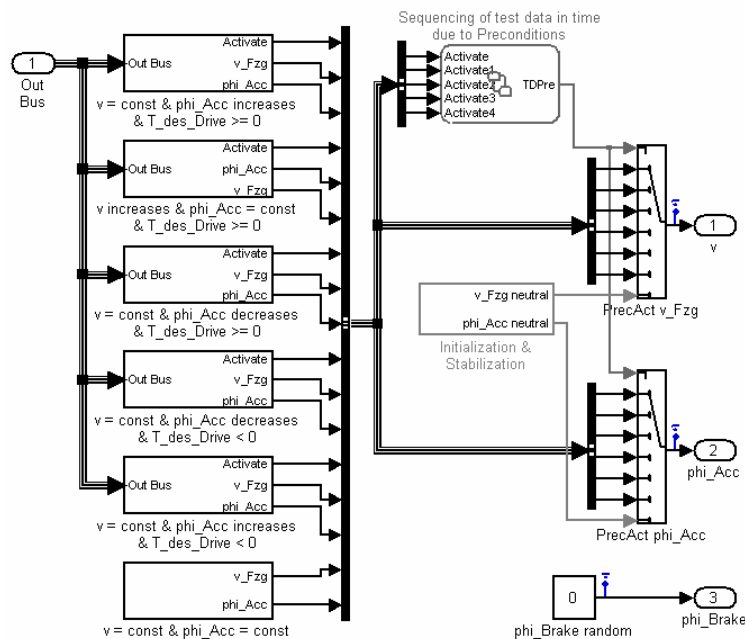 Sequencing of test data in time
due to Preconditions
1
Out
Bus
Out Bus
Activate
v_Fzg
phi_Acc
v = const & phi_Acc increases
& T_des_Drive >= 0
Out Bus
Activate
phi_Acc
v_Fzg
v increases & phi_Acc = const
& T_des_Drive >= 0
Out Bus
Activate
v_Fzg
phi_Acc
v = const & phi_Acc decreases
& T_des_Drive >= 0
Out Bus
Activate
v_Fzg
phi_Acc
v = const & phi_Acc decreases
& T_des_Drive < 0
Out Bus
Activate
v_Fzg
phi_Acc
v = const & phi_Acc increases
& T_des_Drive < 0
v_Fzg
phi_Acc
v = const & phi_Acc = const
Activate
Activate1
Activate2
Activate3
Activate4
TDPre
PrecAct v_Fzg
1
v
v_Fzg neutral
phi_Acc neutral
Initialization &
Stabilization
PrecAct phi_Acc
2
phi_Acc
0
phi_Brake random
3
phi_Brake